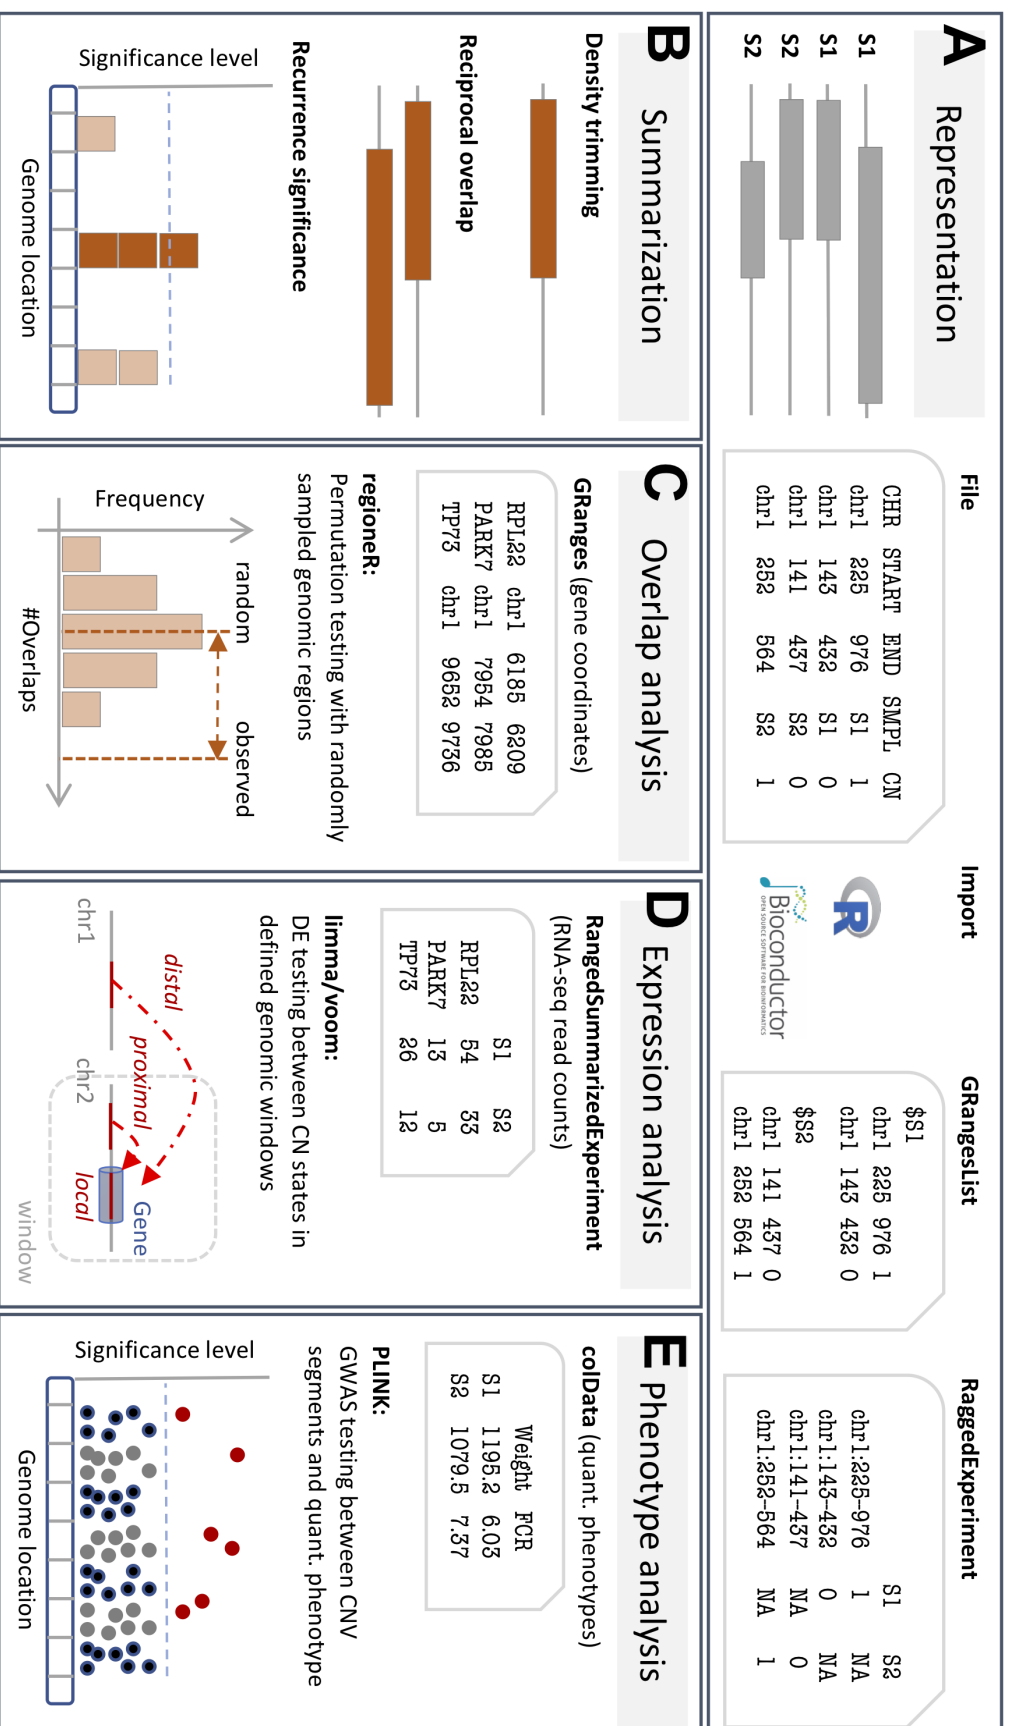 A Representation
S1
S1
S2
S2
File
CHR START END SMPL CN
chr1 225 976 S1 1
chr1 143 432 S1 0
chr1 141 437 S2 0
chr1 252 564 S2 1
Import
R
Bioconductor
OPEN SOURCE SOFTWARE FOR BIOINFORMATICS
GRangesList
$S1
chr1 225 976 1
chr1 143 432 0
$S2
chr1 141 437 0
chr1 252 564 1
RaggedExperiment
S1 S2
chr1:225-976 1 NA
chr1:143-432 0 NA
chr1:141-437 NA 0
chr1:252-564 NA 1
B Summarization
Density trimming
Reciprocal overlap
Recurrence significance
Significance level
Genome location
C Overlap analysis
GRanges (gene coordinates)
RPL22 chr1 6185 6209
PARK7 chr1 7954 7985
TP73 chr1 9652 9736
regioneR:
Permutation testing with randomly
sampled genomic regions
Frequency
random observed
#Overlaps
D Expression analysis
RangedSummarizedExperiment
(RNA-seq read counts)
S1 S2
RPL22 54 33
PARK7 13 5
TP73 26 12
limma/voom:
DE testing between CN states in
defined genomic windows
distal
proximal
Gene
chr1 chr2 local
window
E Phenotype analysis
colData (quant. phenotypes)
Weight FCR
S1 1195.2 6.03
S2 1079.5 7.37
PLINK:
GWAS testing between CNV
segments and quant. phenotype
Significance level
Genome location